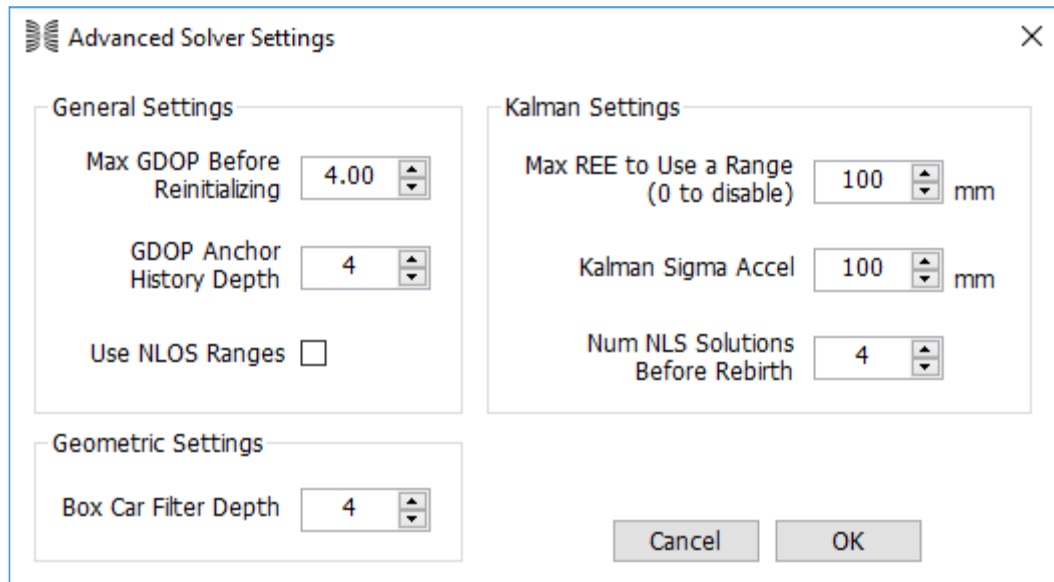 Advanced Solver Settings
General Settings
Max GDOP Before
Reinitializing
4.00
GDOP Anchor
History Depth
4
Use NLOS Ranges
Geometric Settings
Box Car Filter Depth
4
Kalman Settings
Max REE to Use a Range
(0 to disable)
100
mm
Kalman Sigma Accel
100
mm
Num NLS Solutions
Before Rebirth
4
Cancel
OK